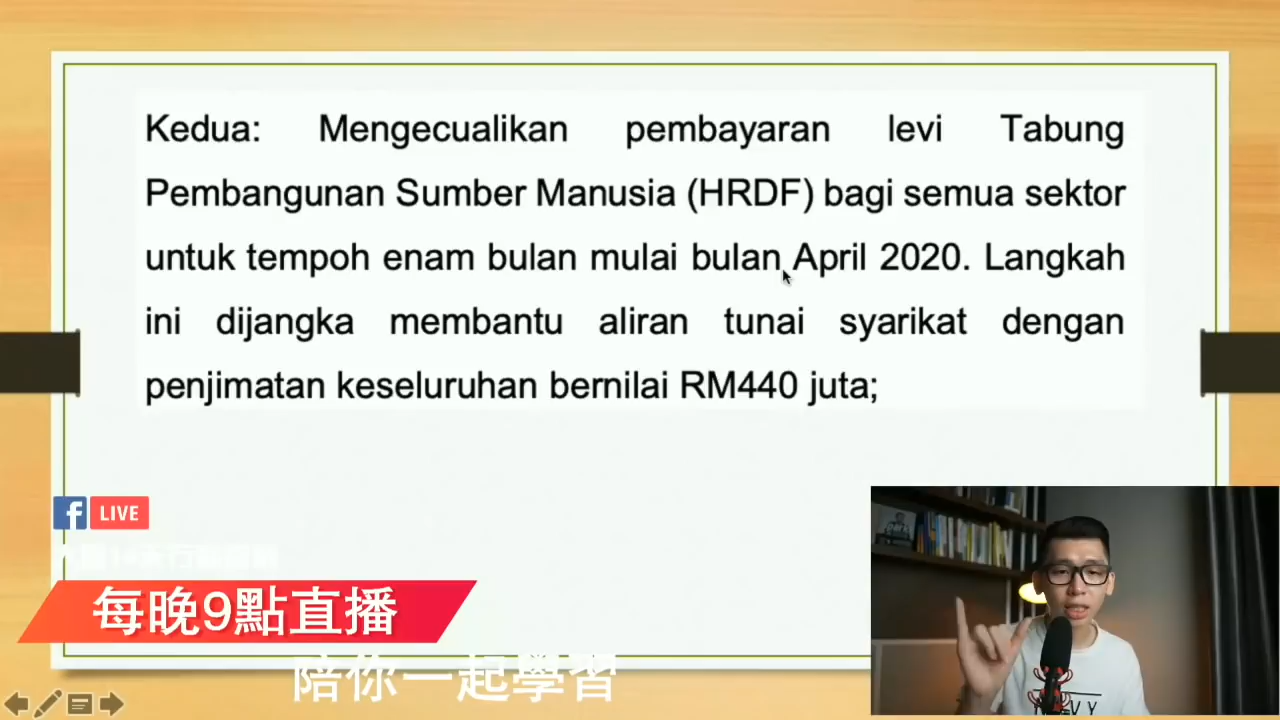 Kedua: Mengecualikan pembayaran levi Tabung
Pembangunan Sumber Manusia (HRDF) bagi semua sektor
untuk tempoh enam bulan mulai bulan April 2020. Langkah
ini dijangka membantu aliran tunai syarikat dengan
penjimatan keseluruhan bernilai RM440 juta;
f LIVE
每晚9點直播
陪你一起學習